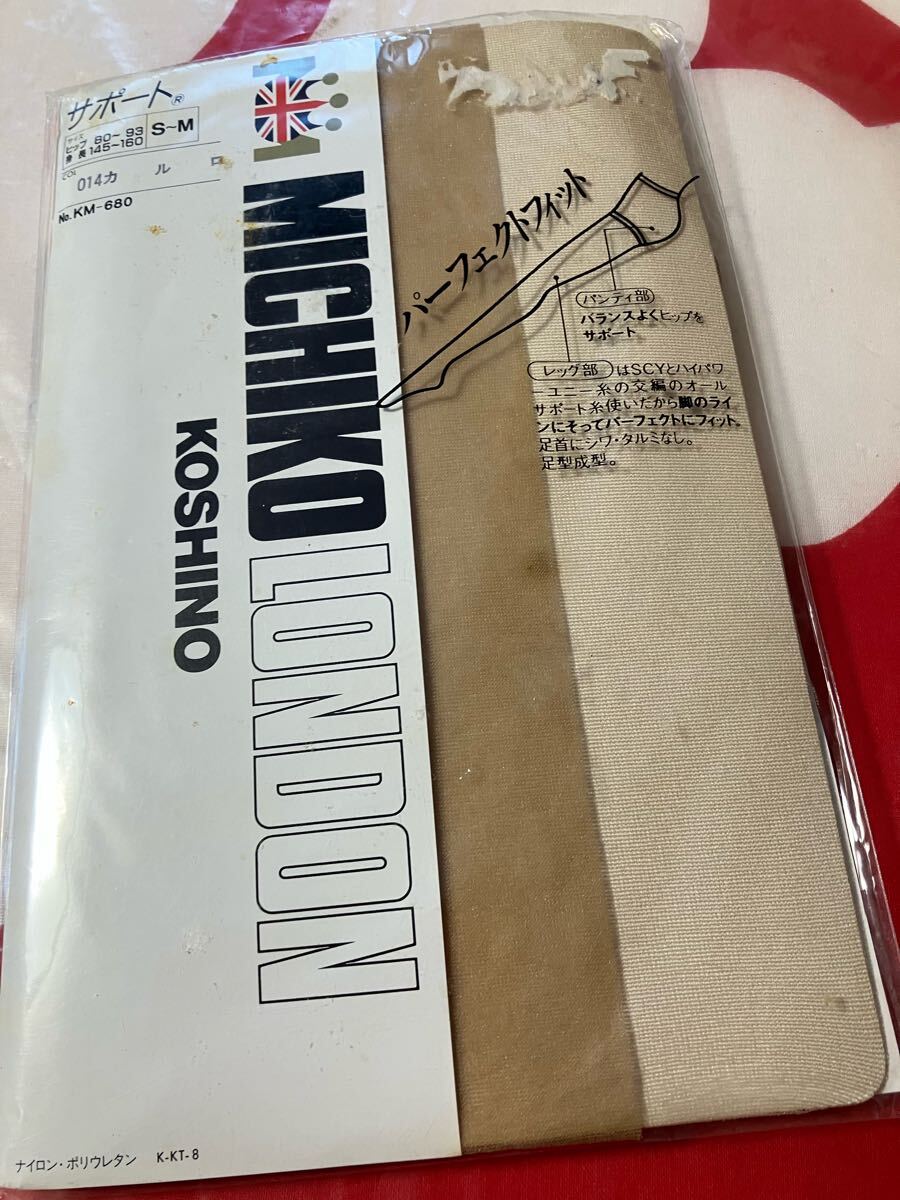 サポート®
サイズ
ヒップ 80～93
身長 145～160
S～M
COL
014カ ル ロ
No.KM-680
MICHIKO LONDON
KOSHINO
パーフェクトフィット
パンティ部
バランスよくヒップを
サポート
レッグ部はSCYとハイパワ
ーユニー糸の交編のオール
サポート糸使いだから脚のライ
ンにそってパーフェクトにフィット。
足首にシワ・タルミなし。
足型成型。
ナイロン・ポリウレタン K-KT-8